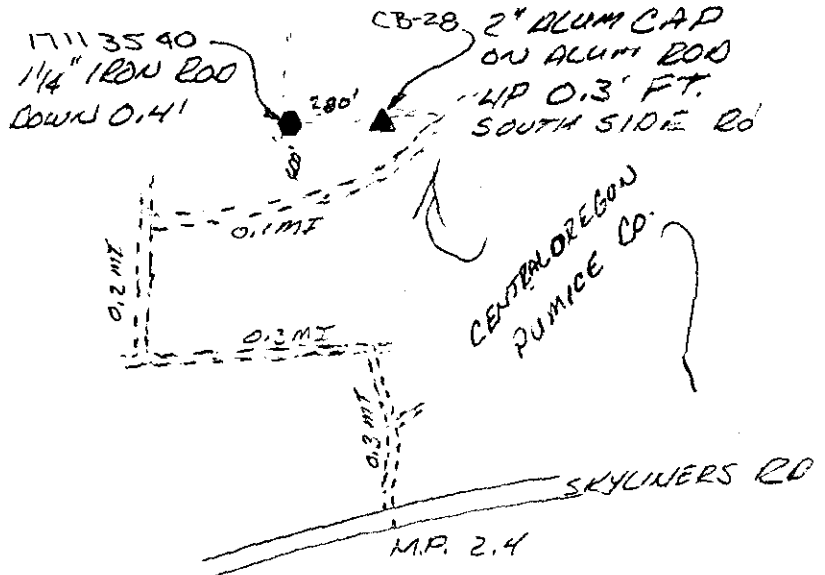 17113540
1 1/4" IRON ROD
DOWN 0.4'
CB-28
2" ALUM CAP
ON ALUM ROD
UP 0.3' FT.
SOUTH SIDE RD
280'
0.1 MI
0.2 MI
0.3 MI
0.3 MI
CENTRAL OREGON
PUMICE CO.
SKYLINERS RD
M.P. 2.4